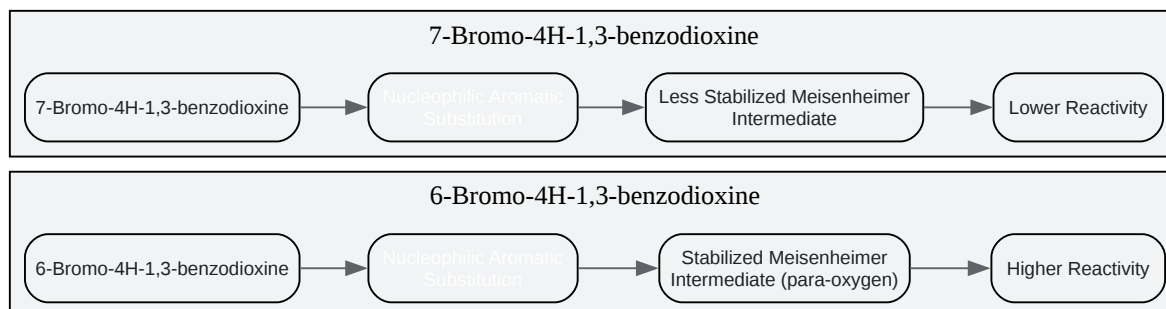 7-Bromo-4H-1,3-benzodioxine
7-Bromo-4H-1,3-benzodioxine
Nucleophilic Aromatic
Substitution
Less Stabilized Meisenheimer
Intermediate
Lower Reactivity
6-Bromo-4H-1,3-benzodioxine
6-Bromo-4H-1,3-benzodioxine
Nucleophilic Aromatic
Substitution
Stabilized Meisenheimer
Intermediate (para-oxygen)
Higher Reactivity